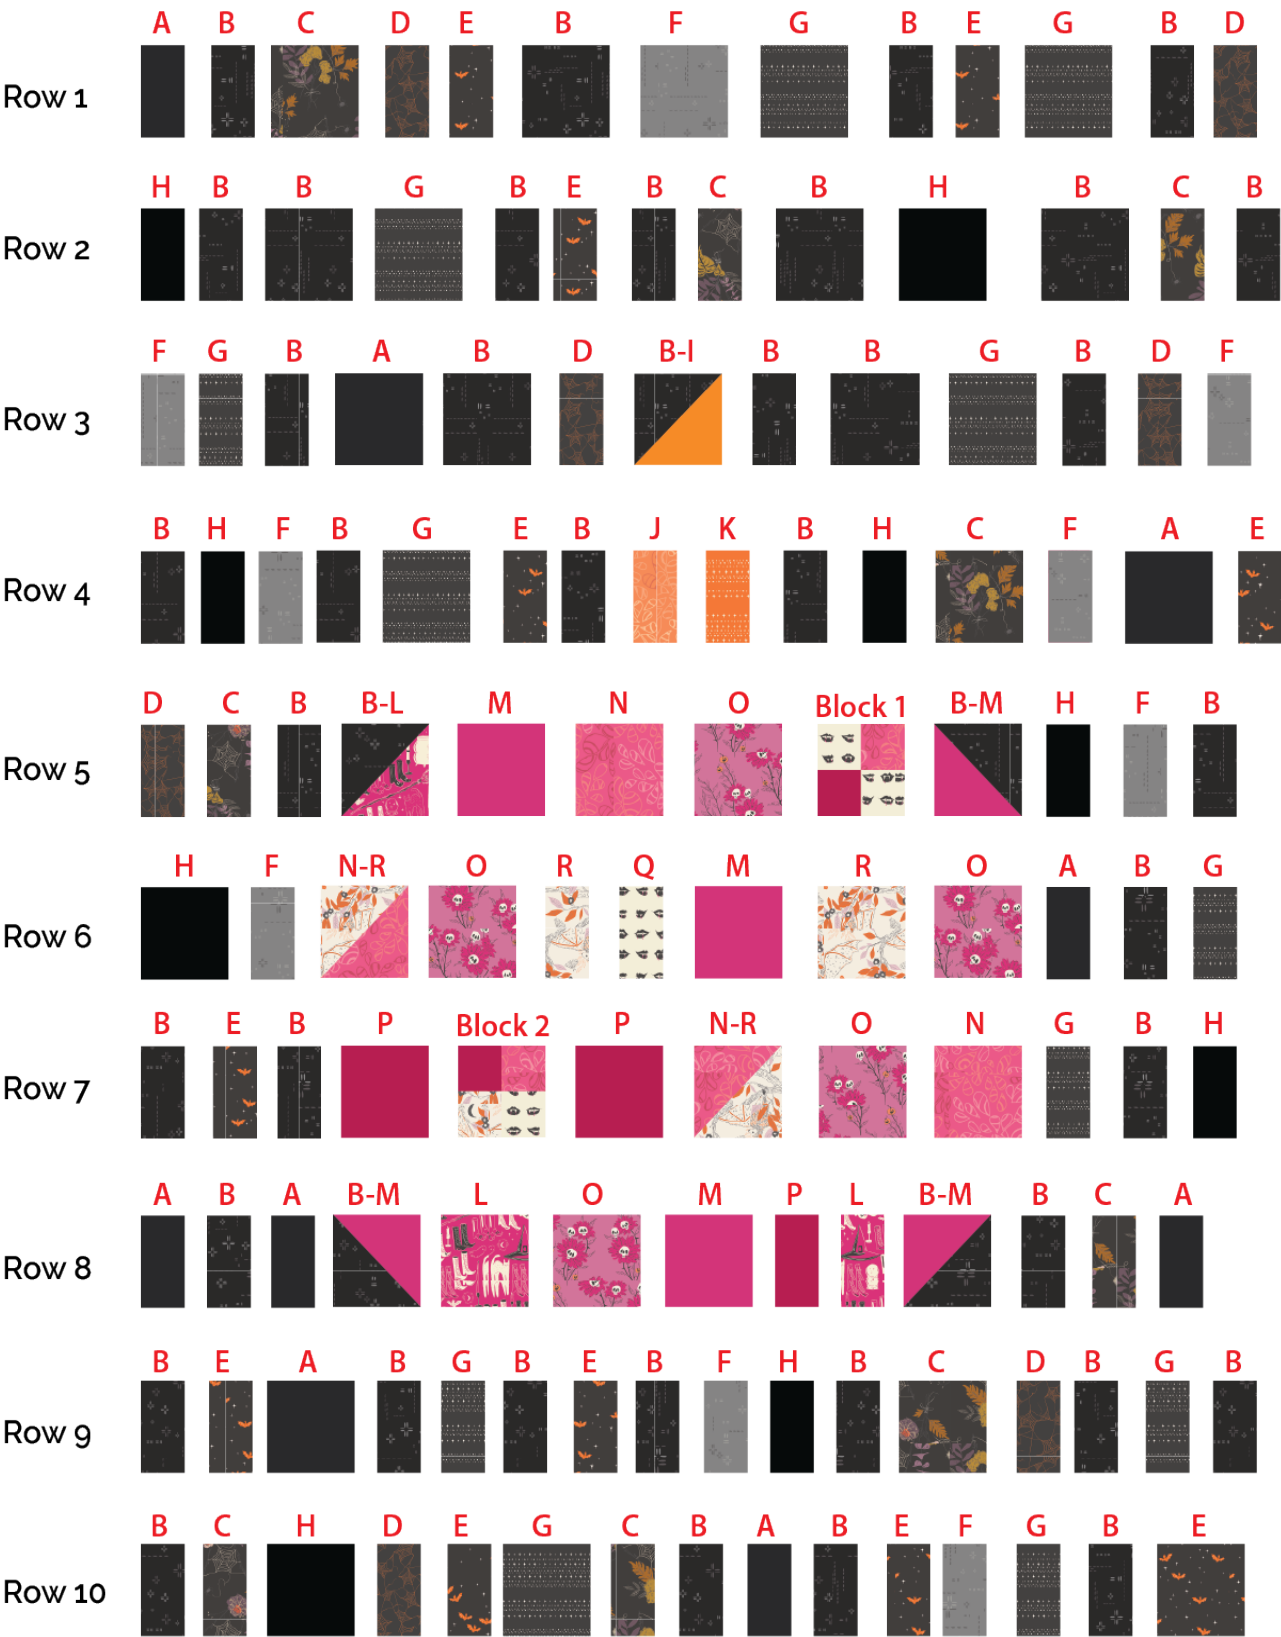 A B C D E B F G B E G B D
Row 1
H B B G B E B C B H B C B
Row 2
F G B A B D B-I B B G B D F
Row 3
B H F B G E B J K B H C F A E
Row 4
D C B B-L M N O Block 1 B-M H F B
Row 5
H F N-R O R Q M R O A B G
Row 6
B E B P Block 2 P N-R O N G B H
Row 7
A B A B-M L O M P L B-M B C A
Row 8
B E A B G B E B F H B C D B G B
Row 9
B C H D E G C B A B E F G B E
Row 10